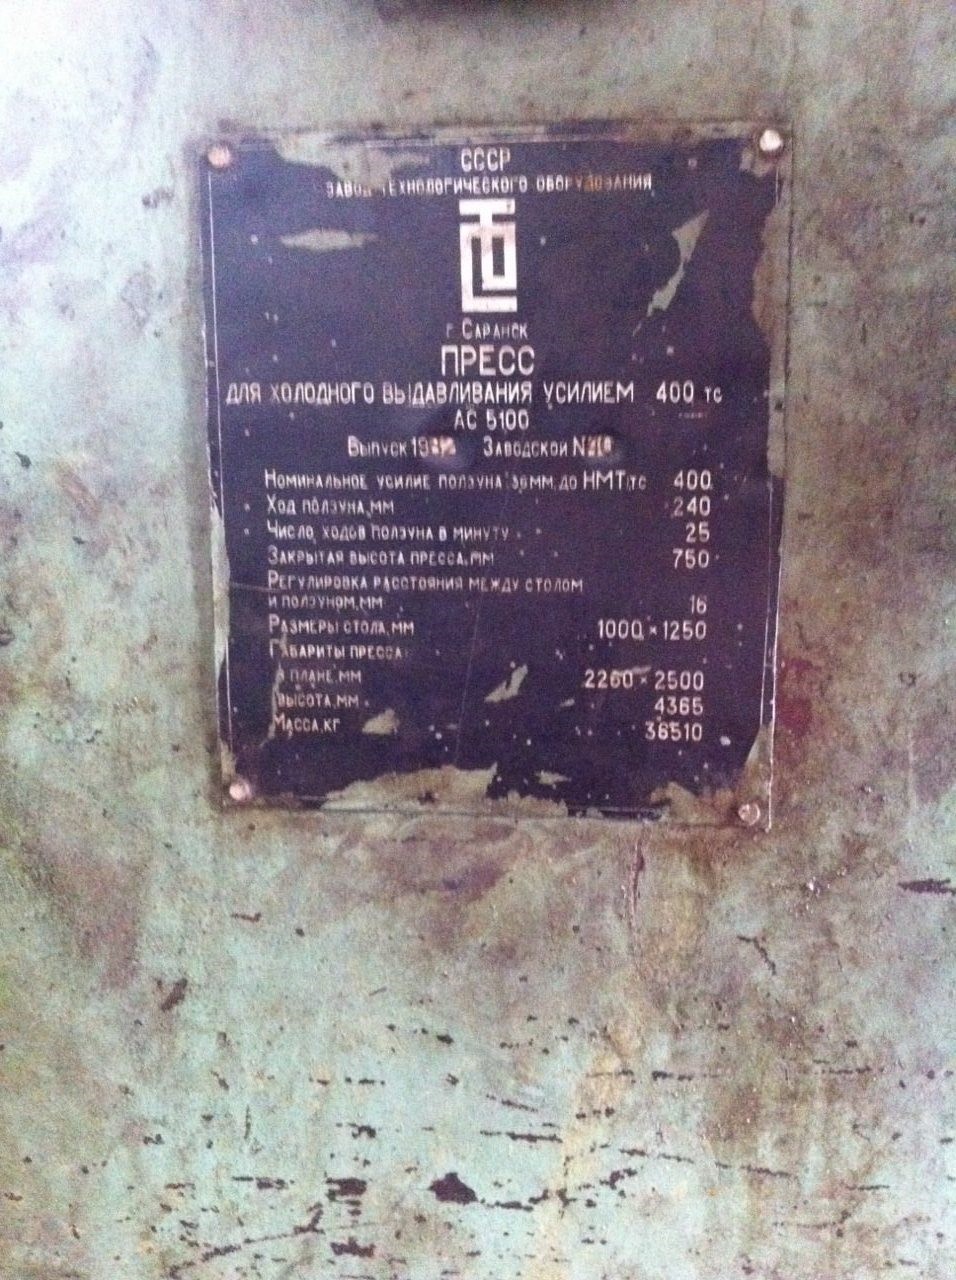 СССР
ЗАВОД ТЕХНОЛОГИЧЕСКОГО ОБОРУДОВАНИЯ
г. Саранск
ПРЕСС
ДЛЯ ХОЛОДНОГО ВЫДАВЛИВАНИЯ УСИЛИЕМ 400 тс
АС 5100
Выпуск Заводской N
Номинальное усилие ползуна мм до НМТ, тс 400
Ход ползуна, мм 240
Число ходов ползуна в минуту 25
Закрытая высота пресса, мм 750
Регулировка расстояния между столом
и ползуном, мм 16
Размеры стола, мм 1000 × 1250
Габариты пресса:
в плане, мм 2260 × 2500
высота, мм 4365
Масса, кг 36510